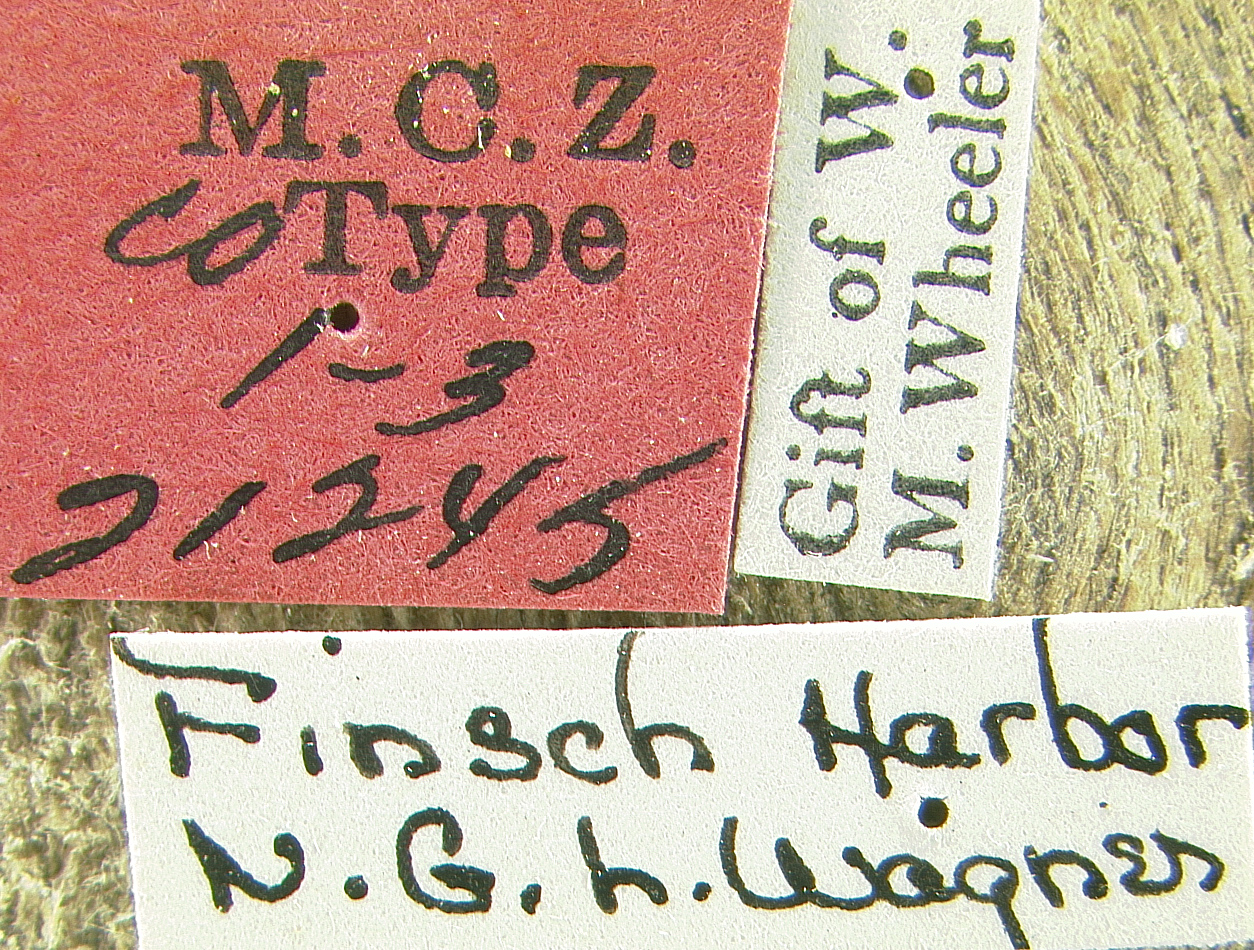 M.C.Z.
CoType
1-3
21245
Gift of W.
M. Wheeler
Finsch Harbor
N.G. L. Wagner